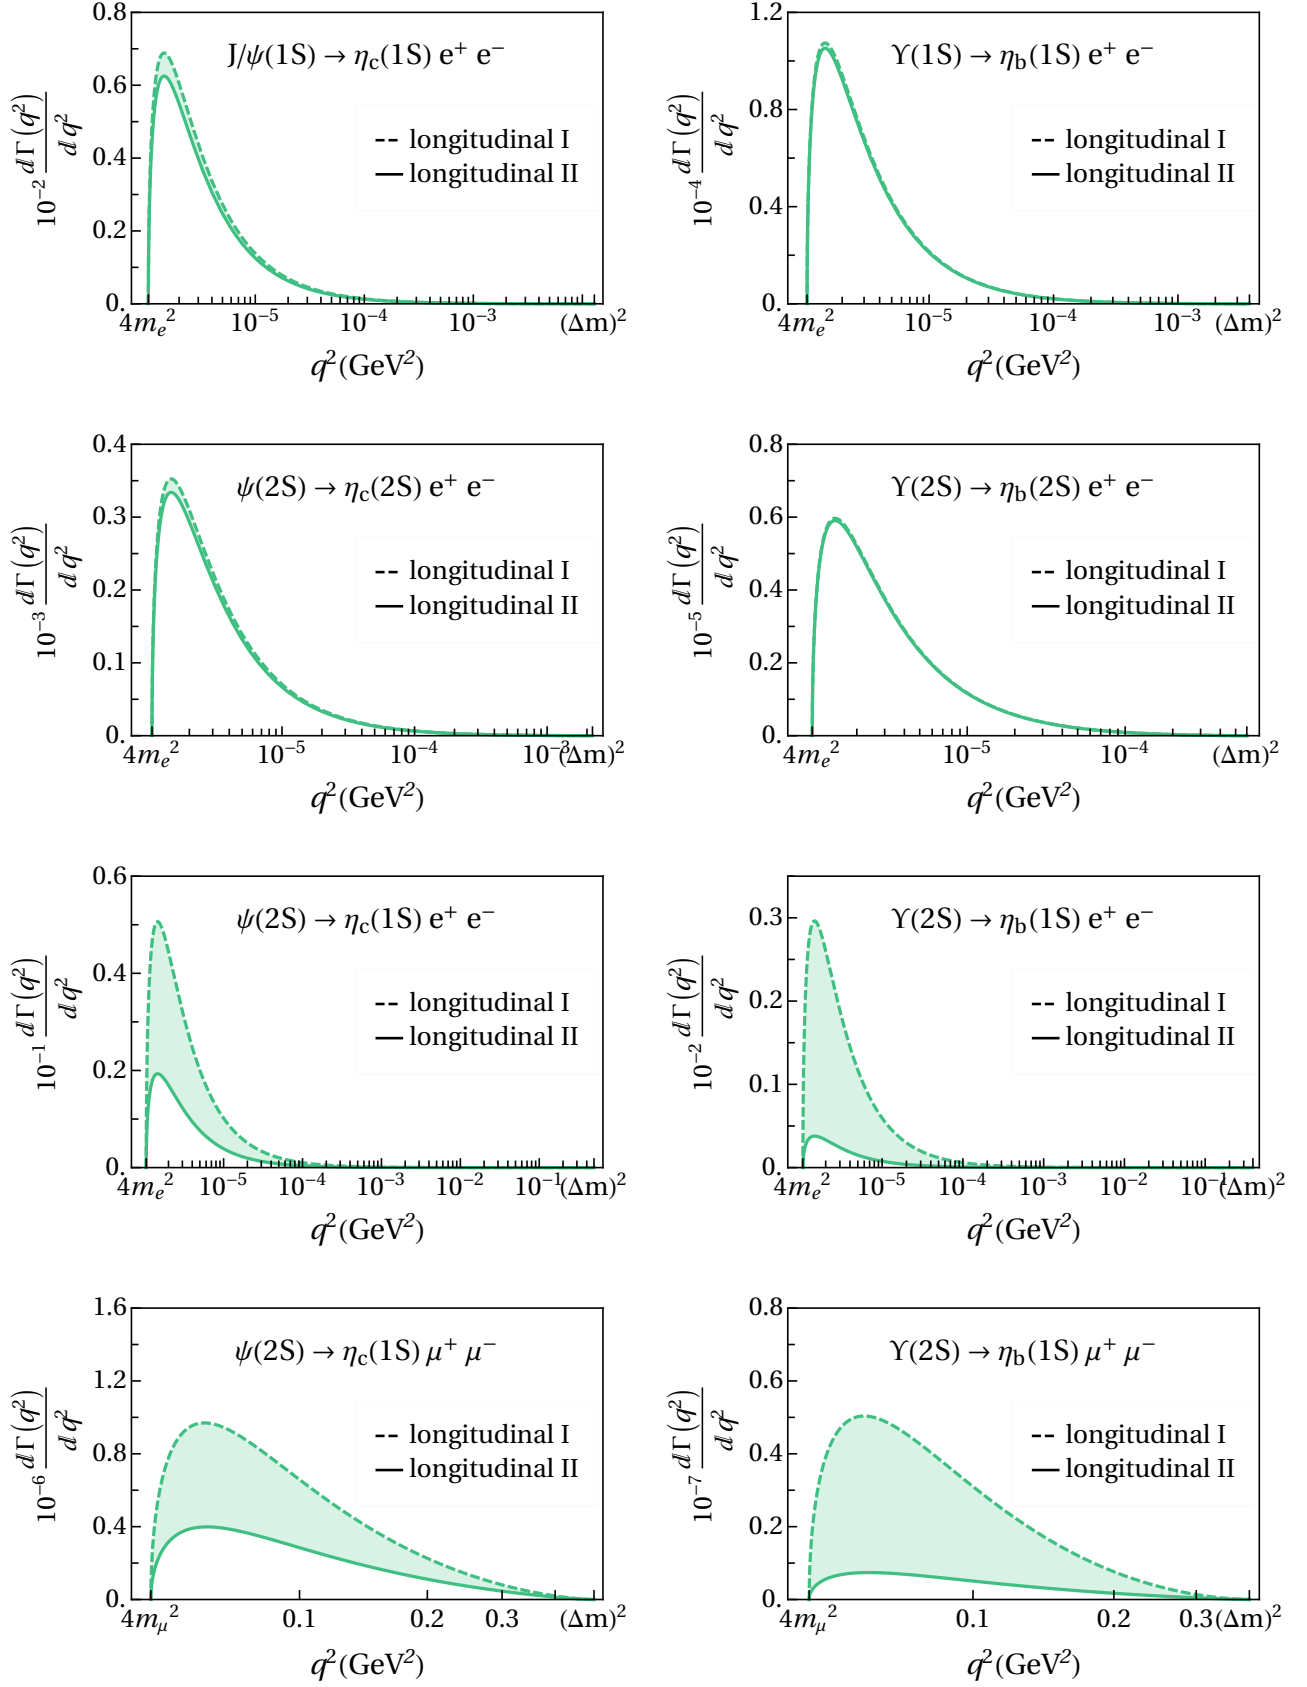 J/ψ(1S) → η_c(1S) e⁺ e⁻
10⁻² dΓ(q²)/dq²
0.8
0.6
0.4
0.2
0.
longitudinal I
longitudinal II
4mₑ² 10⁻⁵ 10⁻⁴ 10⁻³ (Δm)²
q²(GeV²)
ϒ(1S) → η_b(1S) e⁺ e⁻
10⁻⁴ dΓ(q²)/dq²
1.2
0.8
0.4
0.
longitudinal I
longitudinal II
4mₑ² 10⁻⁵ 10⁻⁴ 10⁻³ (Δm)²
q²(GeV²)
ψ(2S) → η_c(2S) e⁺ e⁻
10⁻³ dΓ(q²)/dq²
0.4
0.3
0.2
0.1
0.
longitudinal I
longitudinal II
4mₑ² 10⁻⁵ 10⁻⁴ 10⁻³ (Δm)²
q²(GeV²)
ϒ(2S) → η_b(2S) e⁺ e⁻
10⁻⁵ dΓ(q²)/dq²
0.8
0.6
0.4
0.2
0.
longitudinal I
longitudinal II
4mₑ² 10⁻⁵ 10⁻⁴ (Δm)²
q²(GeV²)
ψ(2S) → η_c(1S) e⁺ e⁻
10⁻¹ dΓ(q²)/dq²
0.6
0.4
0.2
0.
longitudinal I
longitudinal II
4mₑ² 10⁻⁵ 10⁻⁴ 10⁻³ 10⁻² 10⁻¹ (Δm)²
q²(GeV²)
ϒ(2S) → η_b(1S) e⁺ e⁻
10⁻² dΓ(q²)/dq²
0.3
0.2
0.1
0.
longitudinal I
longitudinal II
4mₑ² 10⁻⁵ 10⁻⁴ 10⁻³ 10⁻² 10⁻¹ (Δm)²
q²(GeV²)
ψ(2S) → η_c(1S) μ⁺ μ⁻
10⁻⁶ dΓ(q²)/dq²
1.6
1.2
0.8
0.4
0.
longitudinal I
longitudinal II
4m_μ² 0.1 0.2 0.3 (Δm)²
q²(GeV²)
ϒ(2S) → η_b(1S) μ⁺ μ⁻
10⁻⁷ dΓ(q²)/dq²
0.8
0.6
0.4
0.2
0.
longitudinal I
longitudinal II
4m_μ² 0.1 0.2 0.3 (Δm)²
q²(GeV²)